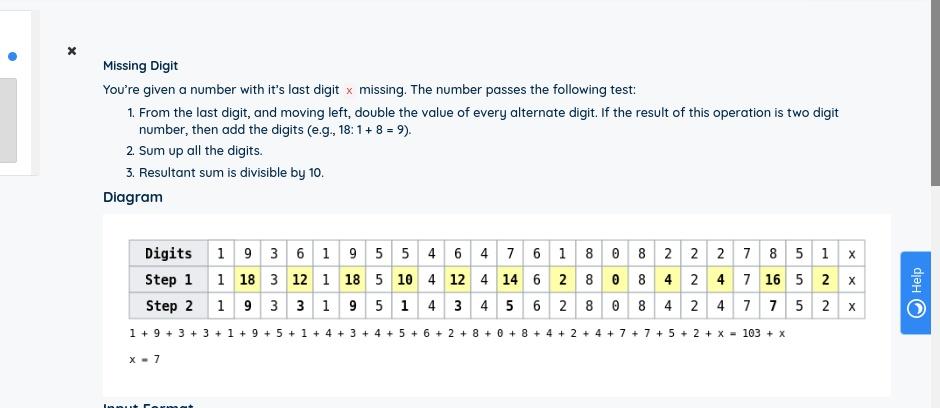 Missing Digit
You're given a number with it's last digit x missing. The number passes the following test:
1. From the last digit, and moving left, double the value of every alternate digit. If the result of this operation is two digit
number, then add the digits (e.g., 18: 1 + 8 = 9).
2. Sum up all the digits.
3. Resultant sum is divisible by 10.
Diagram
Digits 1 9 3 6 1 9 5 5 4 6 4 7 6 1 8 0 8 2 2 2 7 8 5 1 x
Step 1 1 18 3 12 1 18 5 10 4 12 4 14 6 2 8 0 8 4 2 4 7 16 5 2 x
Step 2 1 9 3 3 1 9 5 1 4 3 4 5 6 2 8 0 8 4 2 4 7 7 5 2 x
1 + 9 + 3 + 3 + 1 + 9 + 5 + 1 + 4 + 3 + 4 + 5 + 6 + 2 + 8 + 0 + 8 + 4 + 2 + 4 + 7 + 7 + 5 + 2 + x = 103 + x
x = 7
Input Format
Help